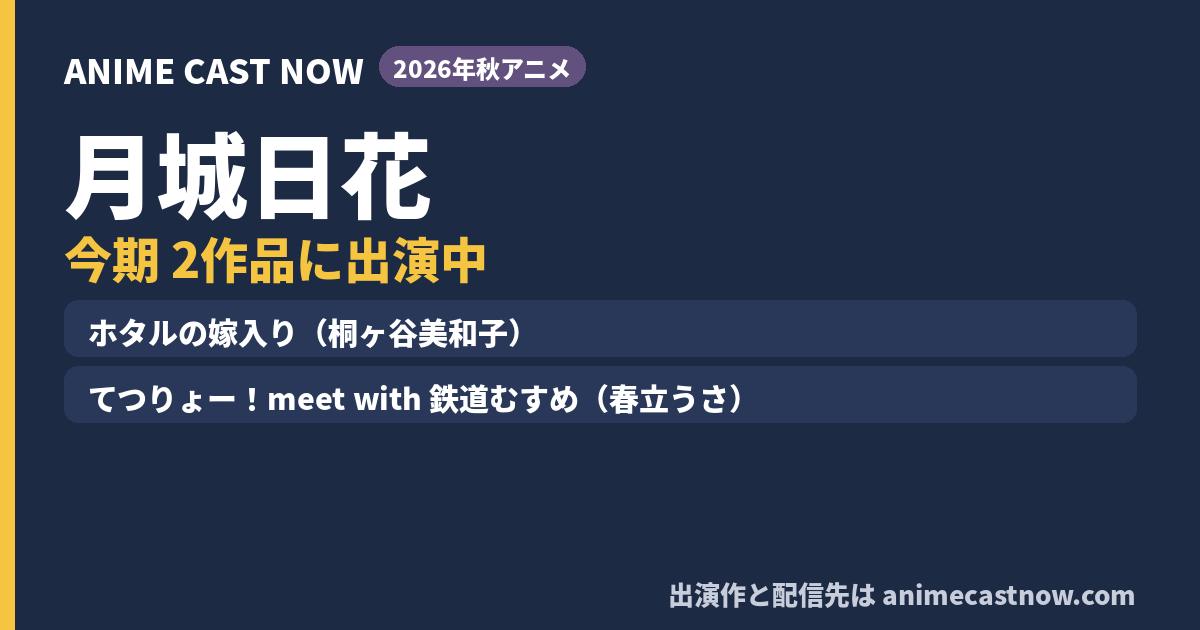 ANIME CAST NOW 2026年秋アニメ
月城日花
今期 2作品に出演中
ホタルの嫁入り（桐ヶ谷美和子）
てつりょー！meet with 鉄道むすめ（春立うさ）
出演作と配信先は animecastnow.com